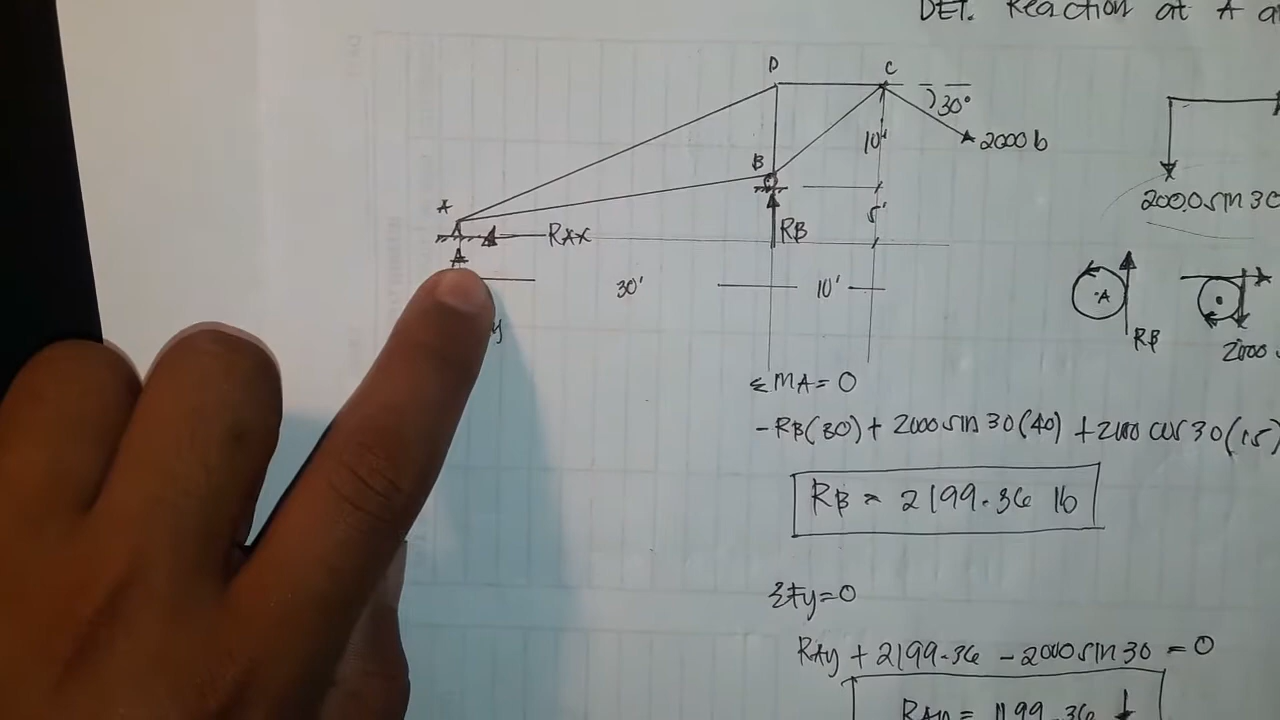 DET. Reaction at A
D
C
30°
10'
2000 lb
B
A
5'
RAX
RB
30'
10'
y
2000 sin 30
A
RB
2000
ΣMA = 0
-RB(30) + 2000 sin 30(40) + 2000 cos 30(15)
RB = 2199.36 lb
ΣFy = 0
RAy + 2199.36 - 2000 sin 30 = 0
RAy = 1199.36 ↓